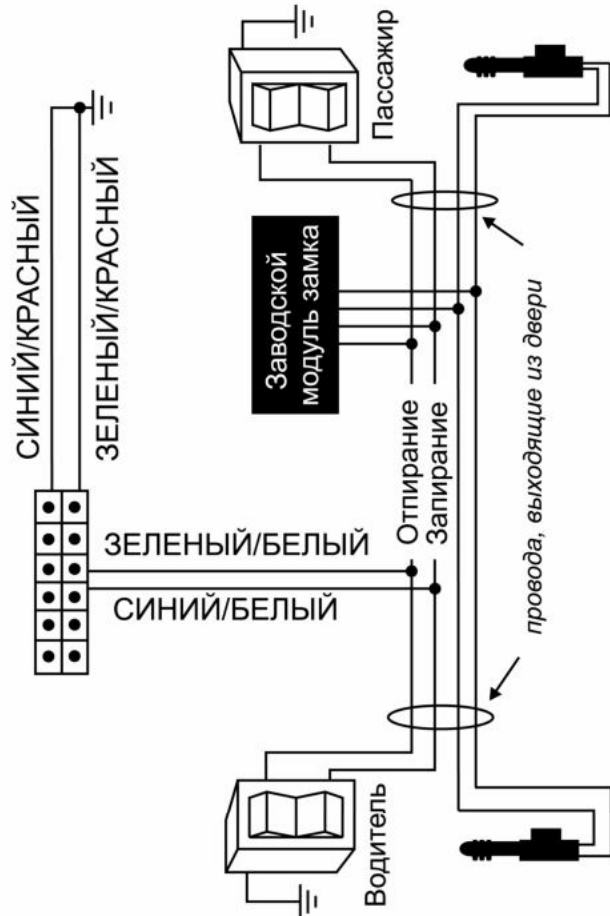 СИНИЙ/КРАСНЫЙ
ЗЕЛЕНЫЙ/КРАСНЫЙ
ЗЕЛЕНЫЙ/БЕЛЫЙ
СИНИЙ/БЕЛЫЙ
Пассажир
Заводской
модуль замка
Отпирание
Запирание
провода, выходящие из двери
Водитель